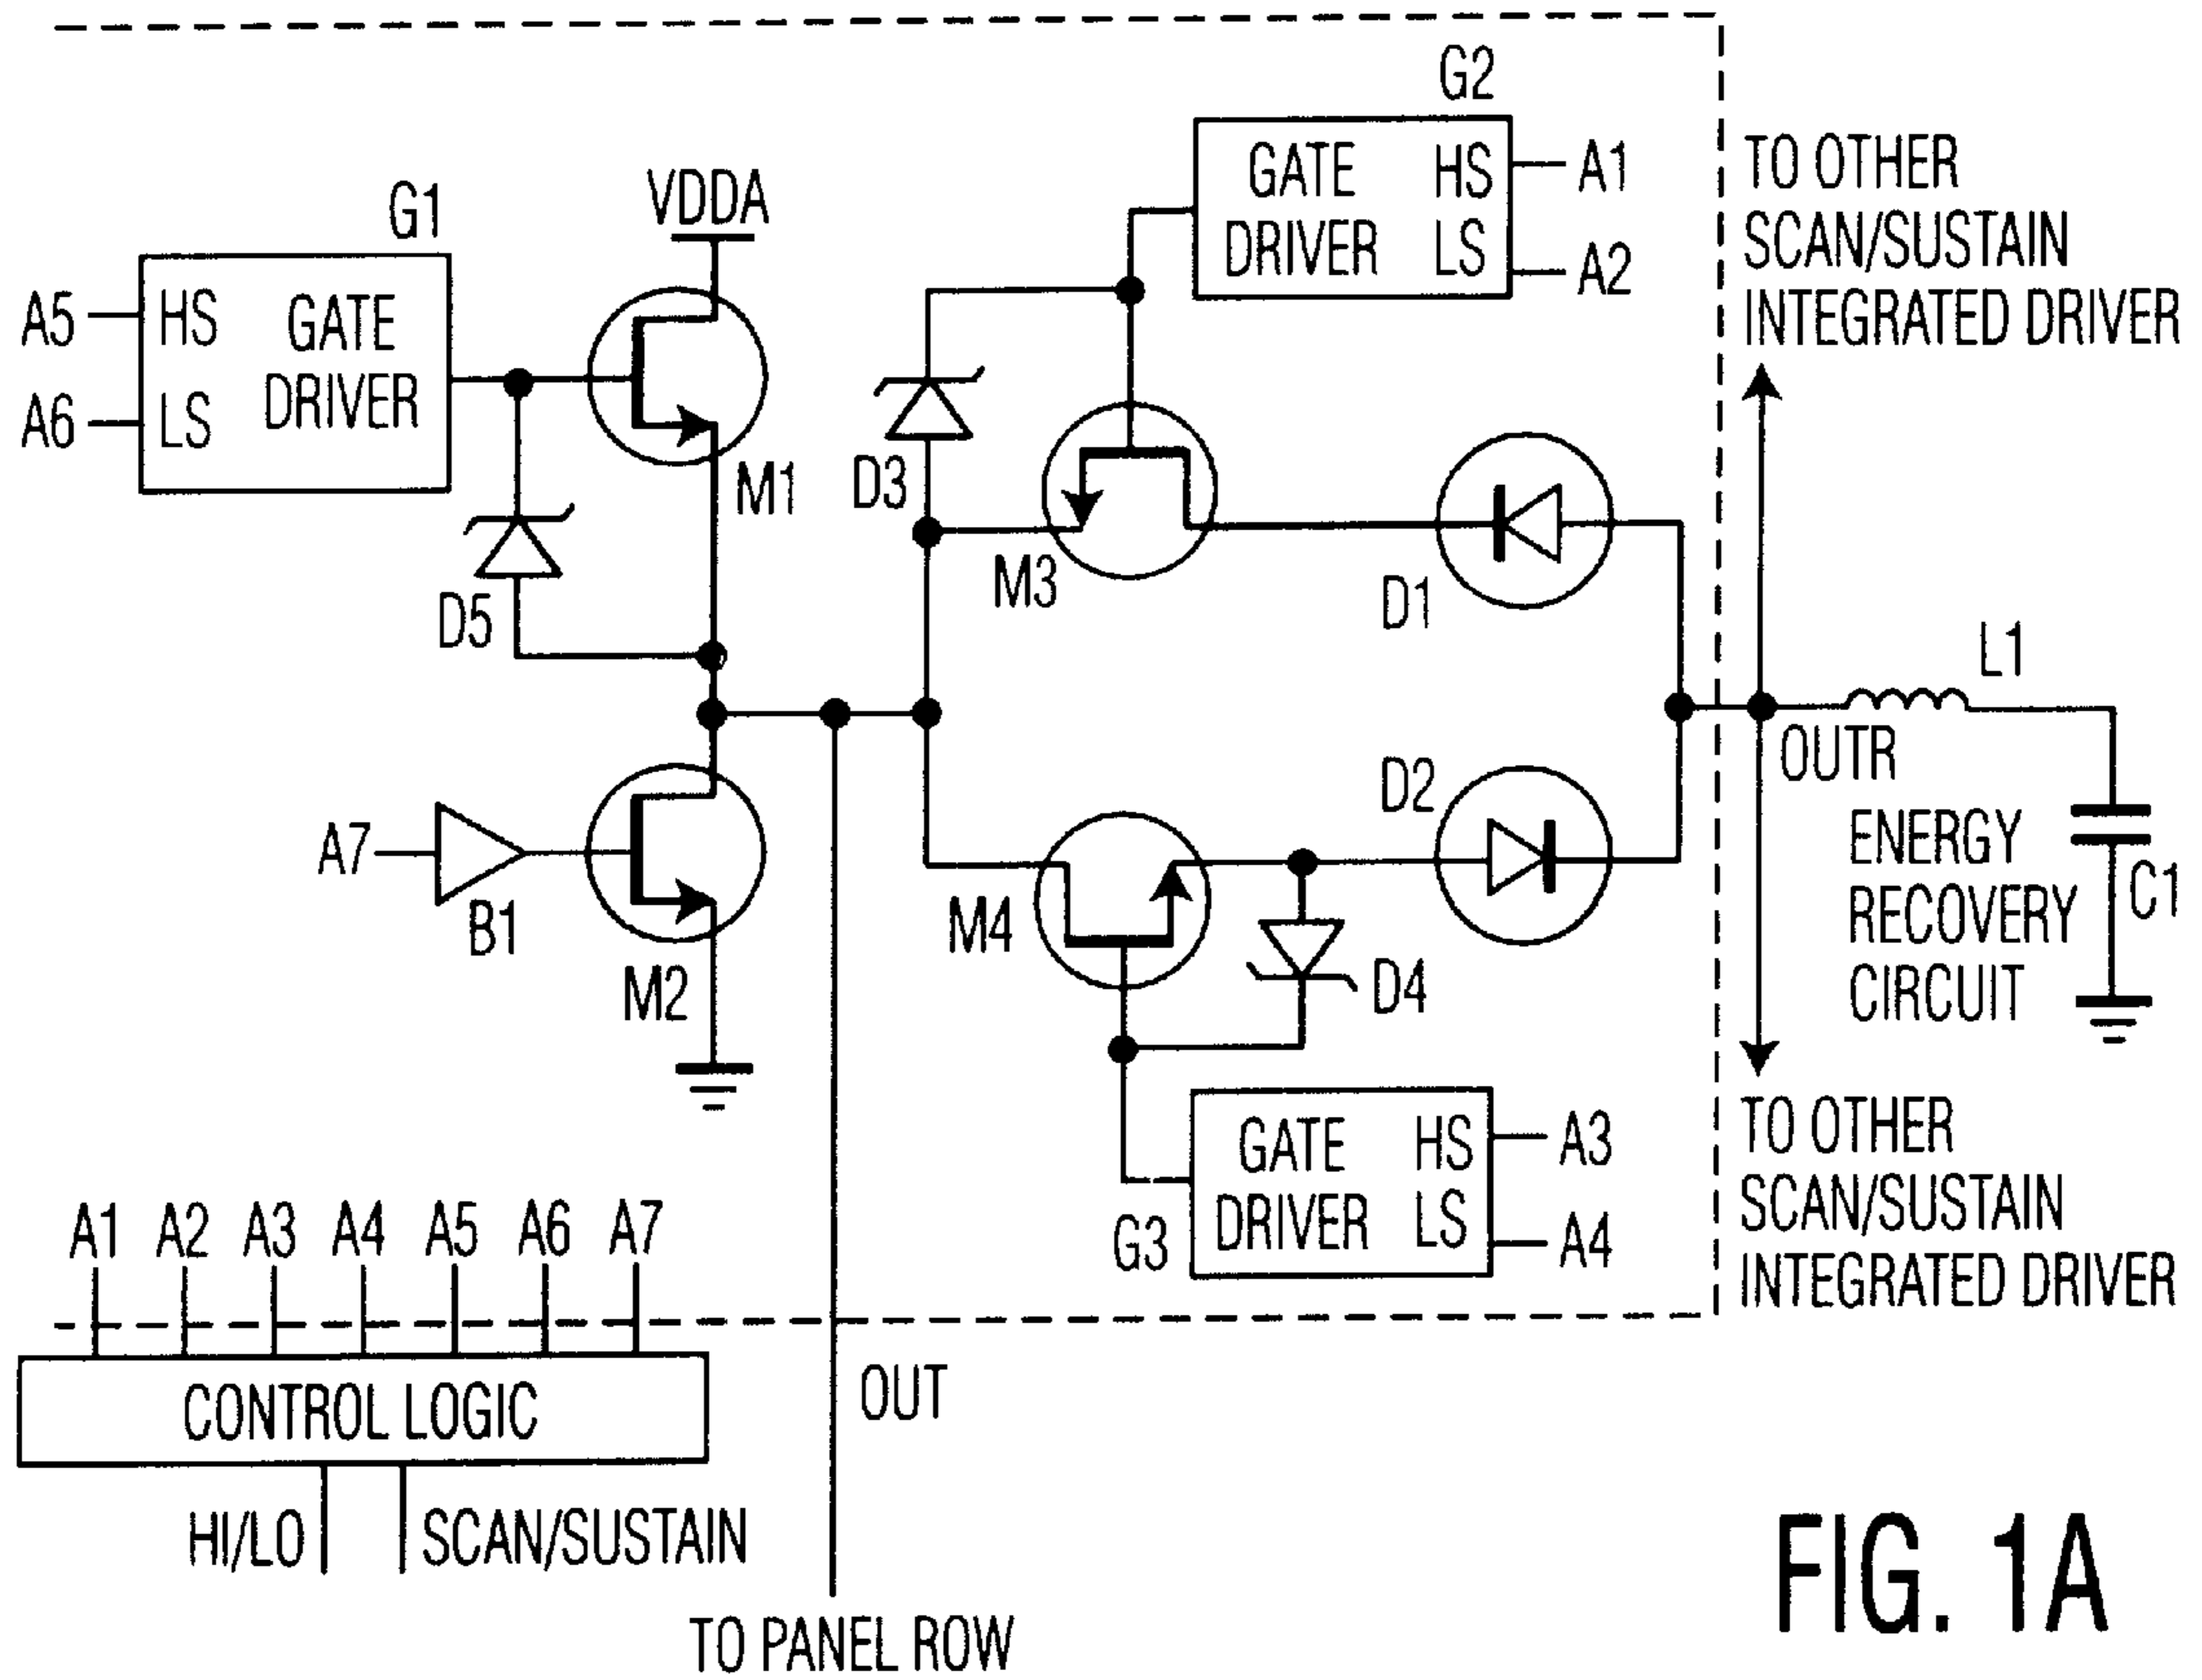 G2
GATE
DRIVER
HS
LS
A1
A2
TO OTHER
SCAN/SUSTAIN
INTEGRATED DRIVER
G1
VDDA
A5
A6
HS
LS
GATE
DRIVER
M1
D5
D3
M3
D1
L1
OUTR
D2
ENERGY
RECOVERY
CIRCUIT
C1
A7
B1
M2
M4
D4
GATE
DRIVER
HS
LS
G3
A3
A4
TO OTHER
SCAN/SUSTAIN
INTEGRATED DRIVER
A1 A2 A3 A4 A5 A6 A7
CONTROL LOGIC
HI/LO
SCAN/SUSTAIN
OUT
TO PANEL ROW
FIG. 1A